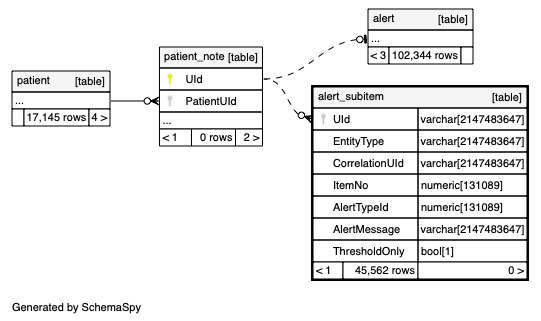 alert [table]
...
< 3 102,344 rows
patient_note [table]
UId
PatientUId
...
< 1 0 rows 2 >
patient [table]
...
17,145 rows 4 >
alert_subitem [table]
UId varchar[2147483647]
EntityType varchar[2147483647]
CorrelationUId varchar[2147483647]
ItemNo numeric[131089]
AlertTypeId numeric[131089]
AlertMessage varchar[2147483647]
ThresholdOnly bool[1]
< 1 45,562 rows 0 >
Generated by SchemaSpy